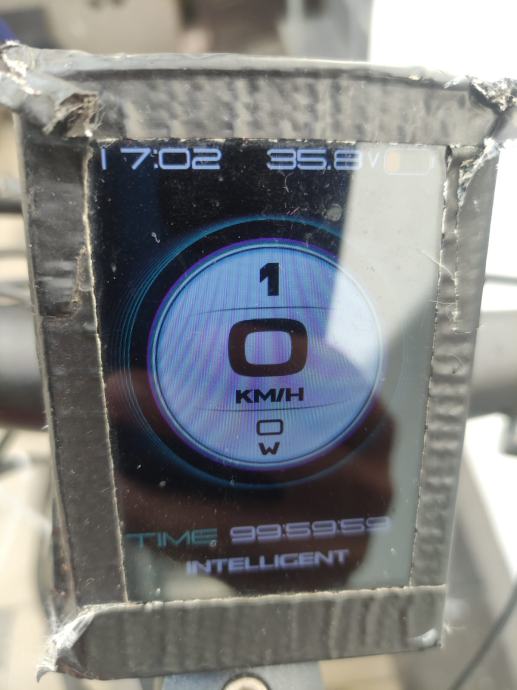 17:02 35.8V
1
0
KM/H
0
W
TIME 99:59:59
INTELLIGENT